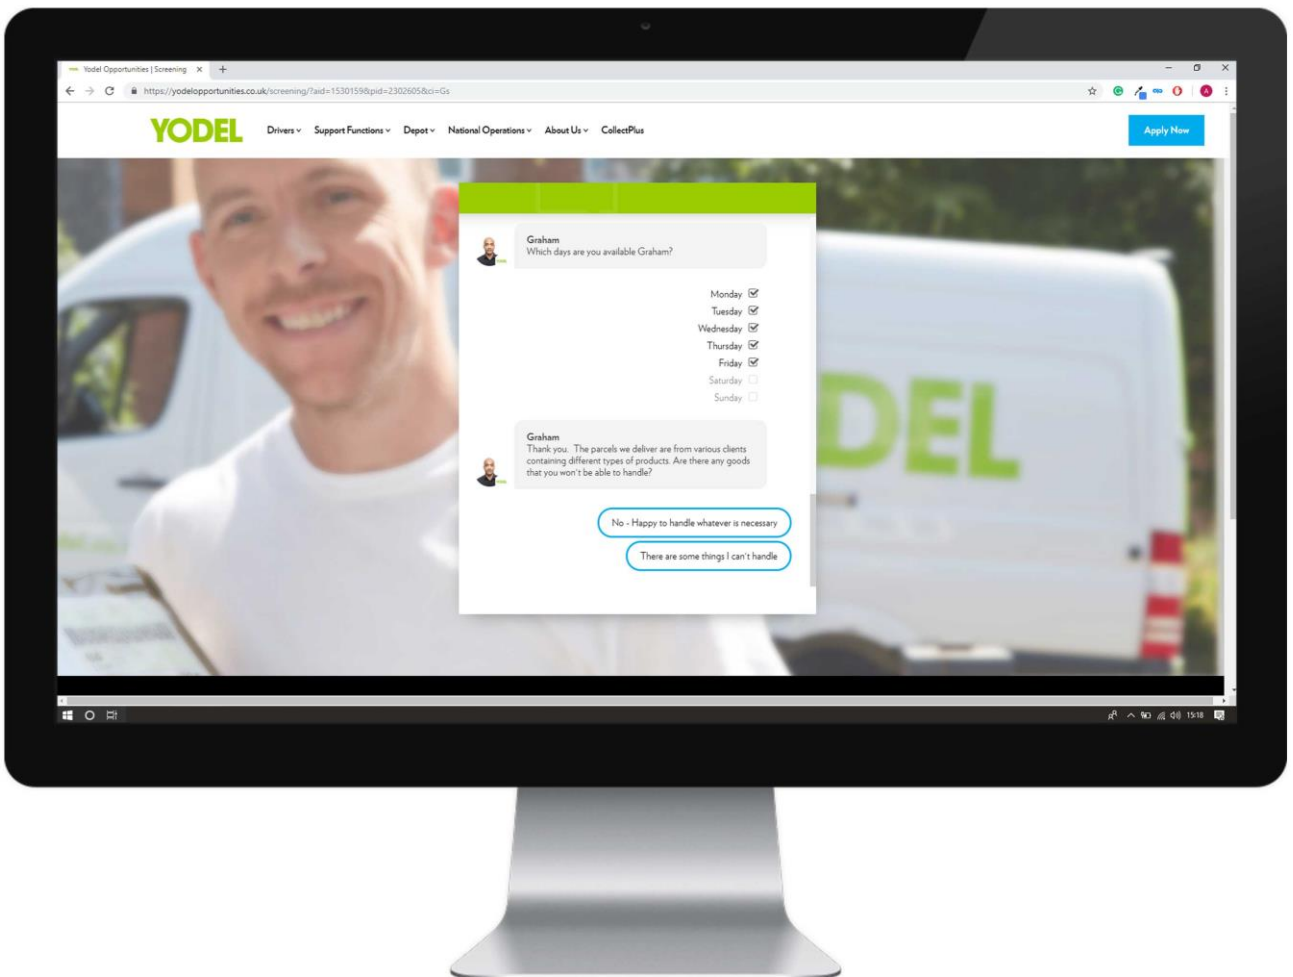 Yodel Opportunities | Screening
https://yodelopportunities.co.uk/screening/?aid=1530159&pid=2302605&ci=Gs
YODEL
Drivers Support Functions Depot National Operations About Us CollectPlus
Apply Now
Graham
Which days are you available Graham?
Monday
Tuesday
Wednesday
Thursday
Friday
Saturday
Sunday
Graham
Thank you. The parcels we deliver are from various clients
containing different types of products. Are there any goods
that you won't be able to handle?
No - Happy to handle whatever is necessary
There are some things I can't handle
YODEL
15:18